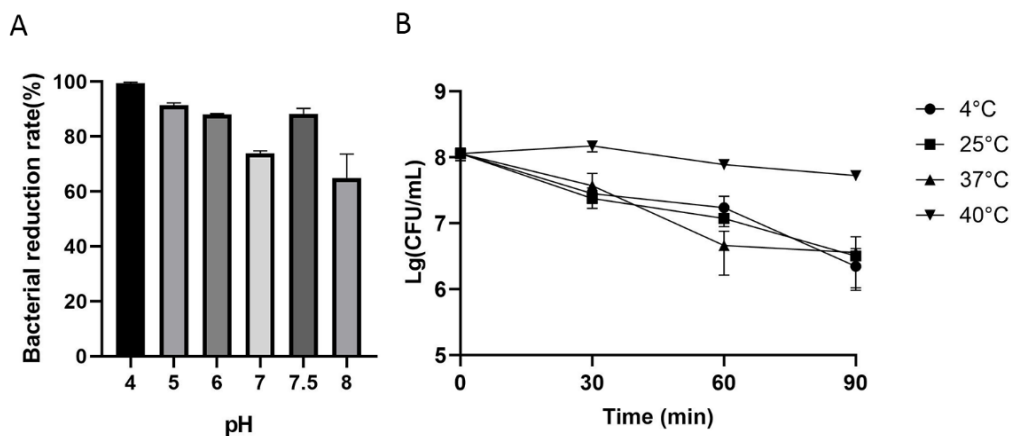 A
Bacterial reduction rate(%)
100
80
60
40
20
0
4 5 6 7 7.5 8
pH
B
Lg(CFU/mL)
9
8
7
6
5
0 30 60 90
Time (min)
4°C
25°C
37°C
40°C